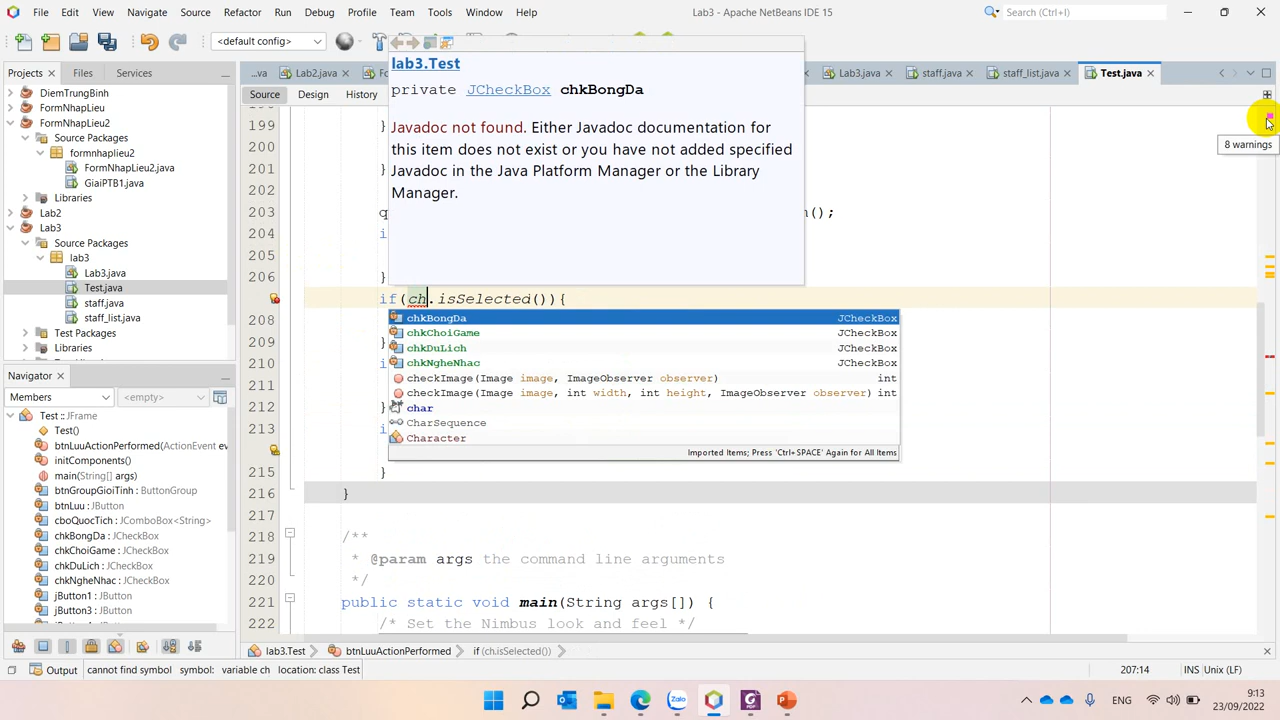 File Edit View Navigate Source Refactor Run Debug Profile Team Tools Window Help
Lab3 - Apache NetBeans IDE 15
Search (Ctrl+I)
<default config>
Projects Files Services
...va Lab2.java Lab3.java staff.java staff_list.java Test.java
Source Design History
DiemTrungBinh
FormNhapLieu
FormNhapLieu2
Source Packages
formnhaplieu2
FormNhapLieu2.java
GiaiPTB1.java
Libraries
Lab2
Lab3
Source Packages
lab3
Lab3.java
Test.java
staff.java
staff_list.java
Test Packages
Libraries
Navigator
Members <empty>
Test :: JFrame
Test()
btnLuuActionPerformed(ActionEvent ev
initComponents()
main(String[] args)
btnGroupGioiTinh : ButtonGroup
btnLuu : JButton
cboQuocTich : JComboBox<String>
chkBongDa : JCheckBox
chkChoiGame : JCheckBox
chkDuLich : JCheckBox
chkNgheNhac : JCheckBox
jButton1 : JButton
jButton3 : JButton
lab3.Test
private JCheckBox chkBongDa
Javadoc not found. Either Javadoc documentation for
this item does not exist or you have not added specified
Javadoc in the Java Platform Manager or the Library
Manager.
8 warnings
199 }
200
201 }
202
203 q n();
204 i
205
206 }
if(ch.isSelected()){
208
209 }
210 i
211
212 }
213 i
215 }
216 }
217
218 /**
219 * @param args the command line arguments
220 */
221 public static void main(String args[]) {
222 /* Set the Nimbus look and feel */
chkBongDa JCheckBox
chkChoiGame JCheckBox
chkDuLich JCheckBox
chkNgheNhac JCheckBox
checkImage(Image image, ImageObserver observer) int
checkImage(Image image, int width, int height, ImageObserver observer) int
char
CharSequence
Character
Imported Items; Press 'Ctrl+SPACE' Again for All Items
lab3.Test btnLuuActionPerformed if (ch.isSelected())
Output cannot find symbol symbol: variable ch location: class Test 207:14 INS Unix (LF)
ENG 9:13
23/09/2022